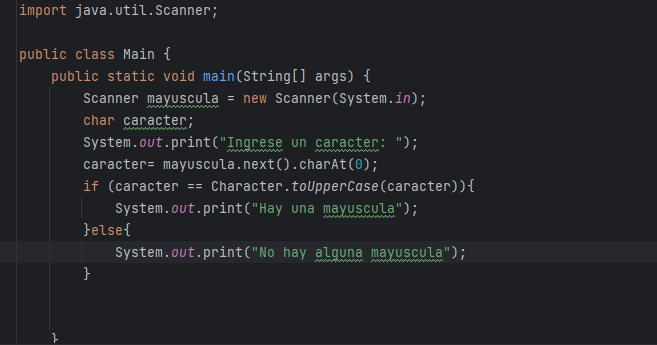 import java.util.Scanner;
public class Main {
public static void main(String[] args) {
Scanner mayuscula = new Scanner(System.in);
char caracter;
System.out.print("Ingrese un caracter: ");
caracter= mayuscula.next().charAt(0);
if (caracter == Character.toUpperCase(caracter)){
System.out.print("Hay una mayuscula");
}else{
System.out.print("No hay alguna mayuscula");
}
}